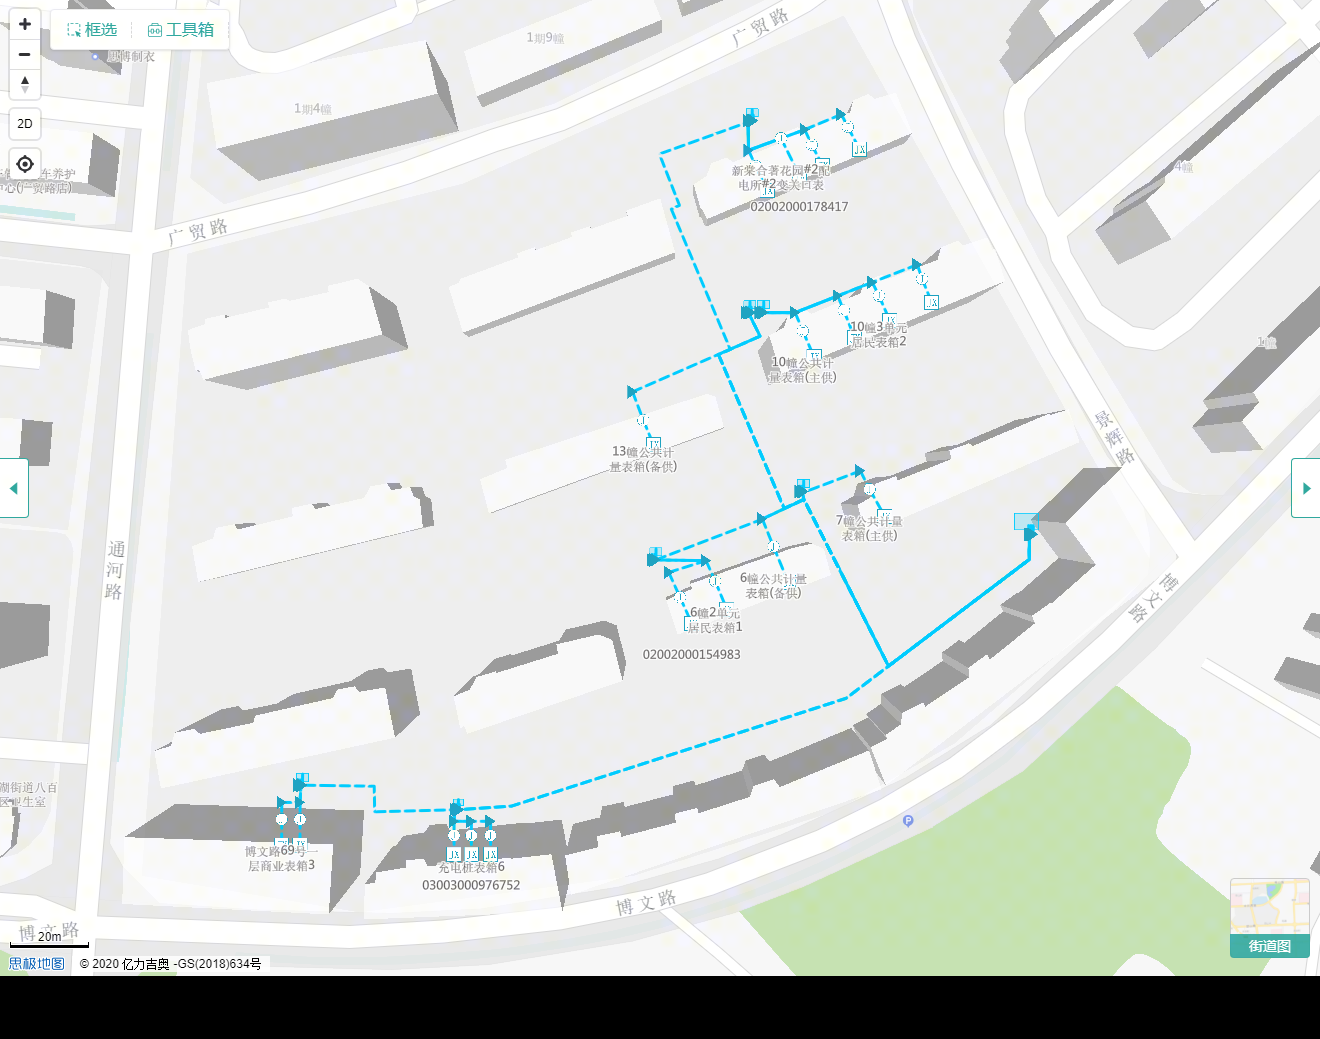 框选
工具箱
2D
思博制衣
1期9幢
广贸路
1期4幢
养护
心(广贸路店)
广贸路
新桨合著花园#2配
电所#2变关口表
02002000178417
4幢
10幢3单元
居民表箱2
10幢公共计
量表箱(主供)
1幢
13幢公共计
量表箱(备供)
景辉路
7幢公共计量
表箱(主供)
通河路
6幢公共计量
表箱(备供)
博文路
6幢2单元
居民表箱1
02002000154983
湖街道八百
区卫生室
博文路69号一
层商业表箱3
充电桩表箱6
03003000976752
P
博文路
博文路
20m
思极地图
© 2020 亿力吉奥 -GS(2018)634号
街道图